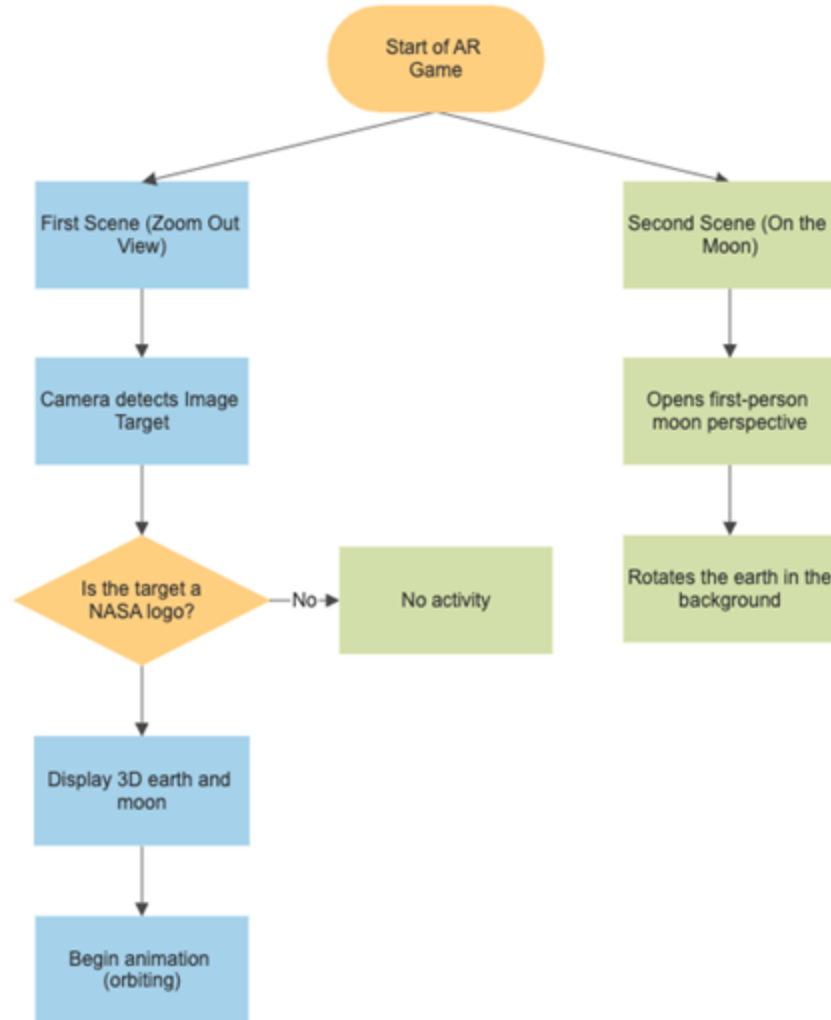 Start of AR
Game
First Scene (Zoom Out
View)
Second Scene (On the
Moon)
Camera detects Image
Target
Opens first-person
moon perspective
Is the target a
NASA logo?
No
No activity
Rotates the earth in the
background
Display 3D earth and
moon
Begin animation
(orbiting)